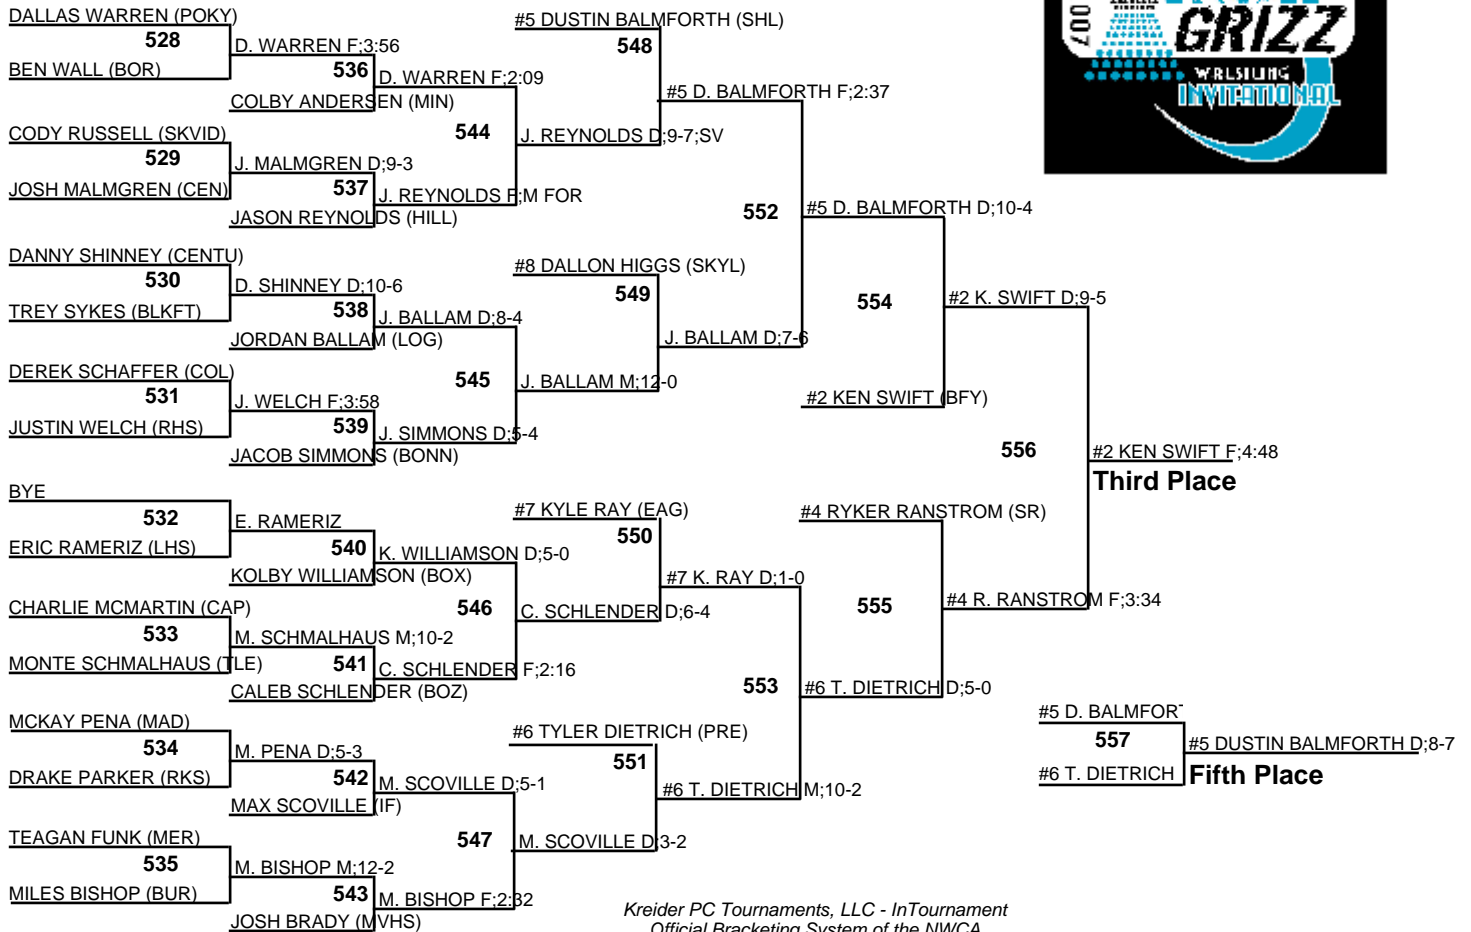 DALLAS WARREN (POKY)
528
BEN WALL (BOR)
D. WARREN F;3:56
536
COLBY ANDERSEN (MIN)
D. WARREN F;2:09
CODY RUSSELL (SKVID)
529
JOSH MALMGREN (CEN)
J. MALMGREN D;9-3
537
JASON REYNOLDS (HILL)
J. REYNOLDS F;M FOR
544
J. REYNOLDS D;9-7;SV
#5 DUSTIN BALMFORTH (SHL)
548
#5 D. BALMFORTH F;2:37
DANNY SHINNEY (CENTU)
530
TREY SYKES (BLKFT)
D. SHINNEY D;10-6
538
JORDAN BALLAM (LOG)
J. BALLAM D;8-4
DEREK SCHAFFER (COL)
531
JUSTIN WELCH (RHS)
J. WELCH F;3:58
539
JACOB SIMMONS (BONN)
J. SIMMONS D;5-4
545
J. BALLAM M;12-0
#8 DALLON HIGGS (SKYL)
549
J. BALLAM D;7-6
552
#5 D. BALMFORTH D;10-4
554
#2 KEN SWIFT (BFY)
#2 K. SWIFT D;9-5
BYE
532
ERIC RAMERIZ (LHS)
E. RAMERIZ
540
KOLBY WILLIAMSON (BOX)
K. WILLIAMSON D;5-0
CHARLIE MCMARTIN (CAP)
533
MONTE SCHMALHAUS (TLE)
M. SCHMALHAUS M;10-2
541
CALEB SCHLENDER (BOZ)
C. SCHLENDER F;2:16
546
C. SCHLENDER D;6-4
#7 KYLE RAY (EAG)
550
#7 K. RAY D;1-0
MCKAY PENA (MAD)
534
DRAKE PARKER (RKS)
M. PENA D;5-3
542
MAX SCOVILLE (IF)
M. SCOVILLE D;5-1
TEAGAN FUNK (MER)
535
MILES BISHOP (BUR)
M. BISHOP M;12-2
543
JOSH BRADY (MVHS)
M. BISHOP F;2:32
547
M. SCOVILLE D;3-2
#6 TYLER DIETRICH (PRE)
551
#6 T. DIETRICH M;10-2
553
#6 T. DIETRICH D;5-0
#4 RYKER RANSTROM (SR)
555
#4 R. RANSTROM F;3:34
556
#2 KEN SWIFT F;4:48
Third Place
#5 D. BALMFORT
557
#6 T. DIETRICH
#5 DUSTIN BALMFORTH D;8-7
Fifth Place
007
GRIZZ
WRESTLING
INVITATIONAL
Kreider PC Tournaments, LLC - InTournament
Official Bracketing System of the NWCA